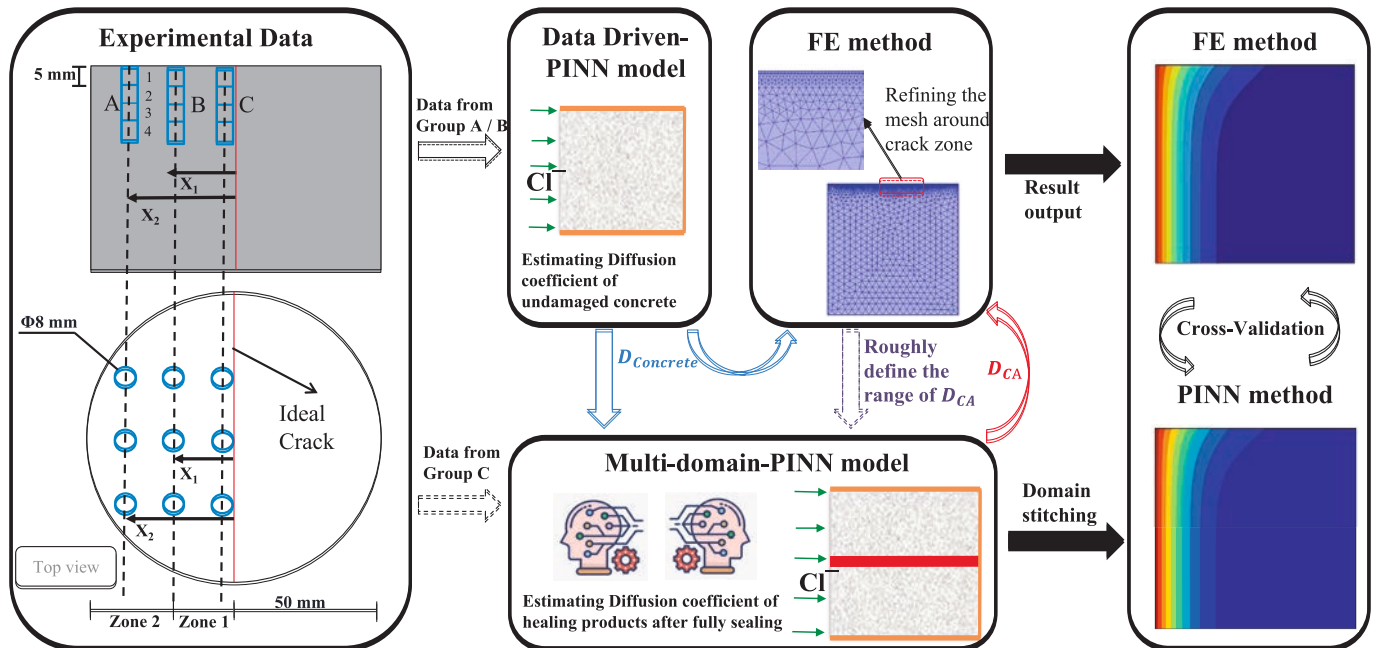 Experimental Data
5 mm
1
2
3
4
A
B
C
X₁
X₂
Φ8 mm
Ideal
Crack
X₁
X₂
Top view
50 mm
Zone 2
Zone 1
Data from
Group A / B
Data from
Group C
Data Driven-
PINN model
Cl⁻
Estimating Diffusion
coefficient of
undamaged concrete
D_Concrete
FE method
Refining the
mesh around
crack zone
Roughly
define the
range of D_CA
D_CA
Multi-domain-PINN model
Cl⁻
Estimating Diffusion coefficient of
healing products after fully sealing
Result
output
Domain
stitching
FE method
Cross-Validation
PINN method